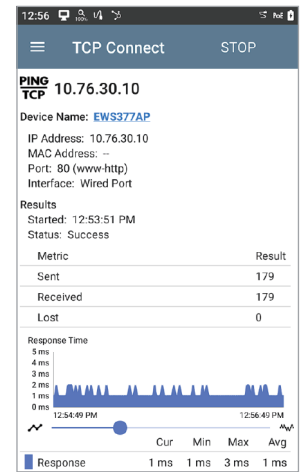 12:56 100% PoE
TCP Connect STOP
PING
TCP 10.76.30.10
Device Name: EWS377AP
IP Address: 10.76.30.10
MAC Address: --
Port: 80 (www-http)
Interface: Wired Port
Results
Started: 12:53:51 PM
Status: Success
Metric Result
Sent 179
Received 179
Lost 0
Response Time
5 ms
4 ms
3 ms
2 ms
1 ms
0 ms
12:54:49 PM 12:56:49 PM
Cur Min Max Avg
Response 1 ms 1 ms 3 ms 1 ms